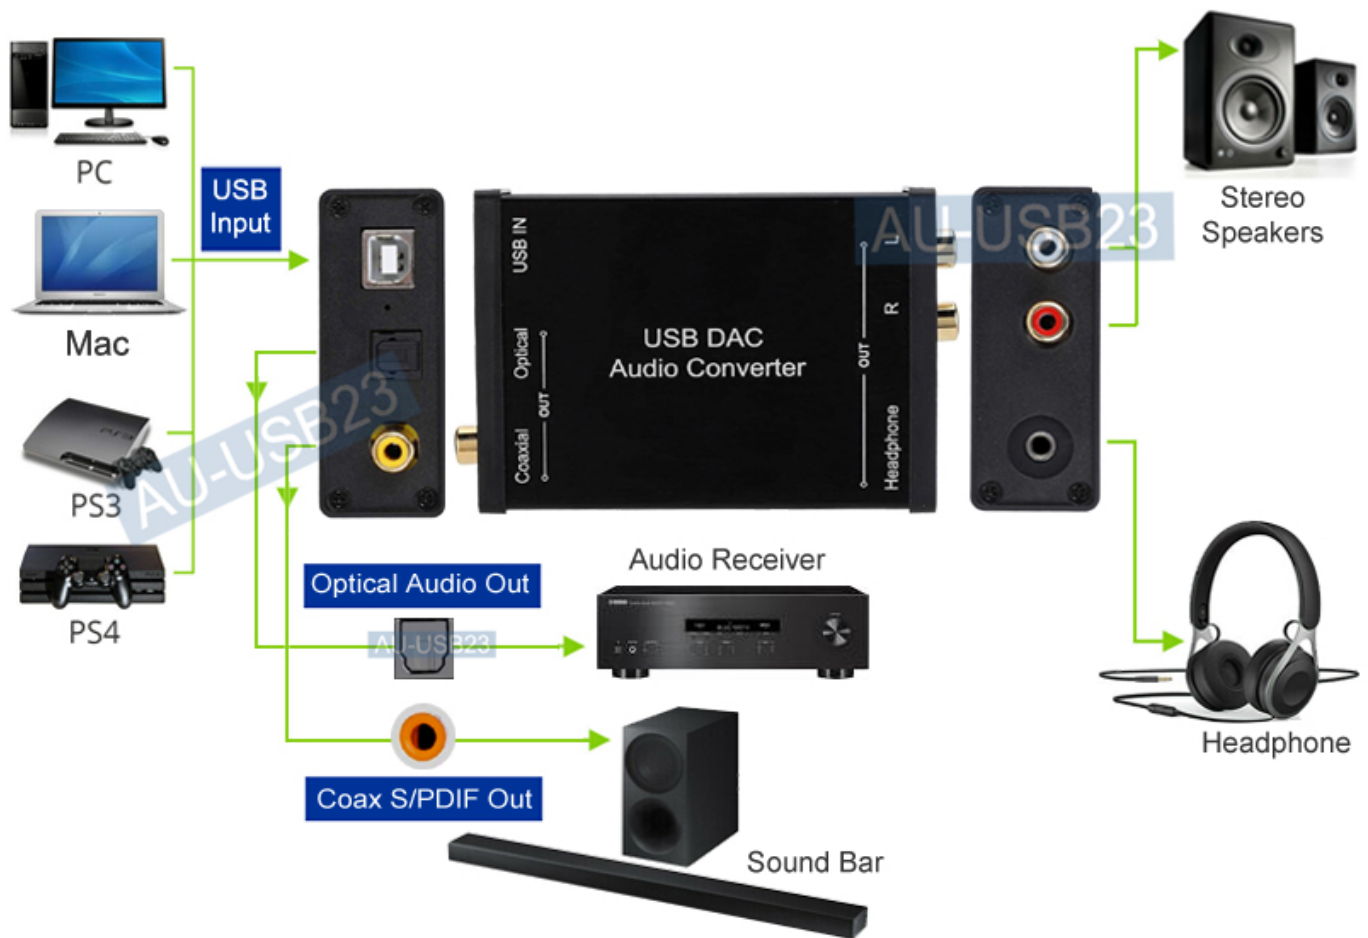 PC
USB
Input
Mac
PS3
PS4
USB IN
Optical
Coaxial
OUT
USB DAC
Audio Converter
L
R
OUT
Headphone
AU-USB23
AU-USB23
Stereo
Speakers
Optical Audio Out
AU-USB23
Audio Receiver
Coax S/PDIF Out
Sound Bar
Headphone